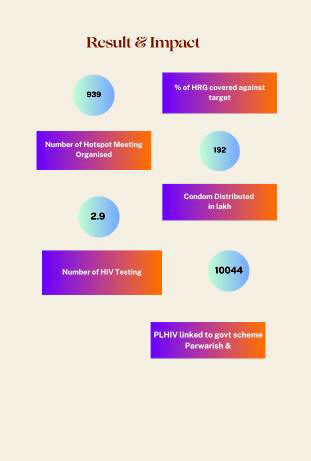 Result & Impact
939
% of HRG covered against
target
Number of Hotspot Meeting
Organised
192
Condom Distributed
in lakh
2.9
Number of HIV Testing
10044
PLHIV linked to govt scheme
Parwarish &